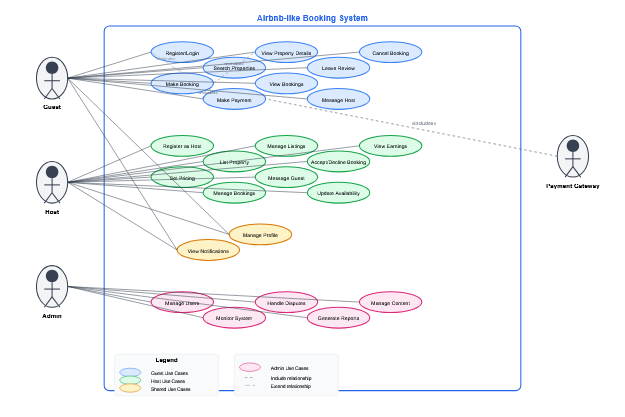 Airbnb-like Booking System
Register/Login
View Property Details
Cancel Booking
Search Properties
Leave Review
Make Booking
View Bookings
Make Payment
Message Host
Guest
«include»
Payment Gateway
Register as Host
Manage Listings
View Earnings
List Property
Accept/Decline Booking
Set Pricing
Message Guest
Manage Bookings
Update Availability
Host
Manage Profile
View Notifications
Admin
Manage Users
Handle Disputes
Manage Content
Monitor System
Generate Reports
Legend
Guest Use Cases
Host Use Cases
Shared Use Cases
Admin Use Cases
Include relationship
Extend relationship